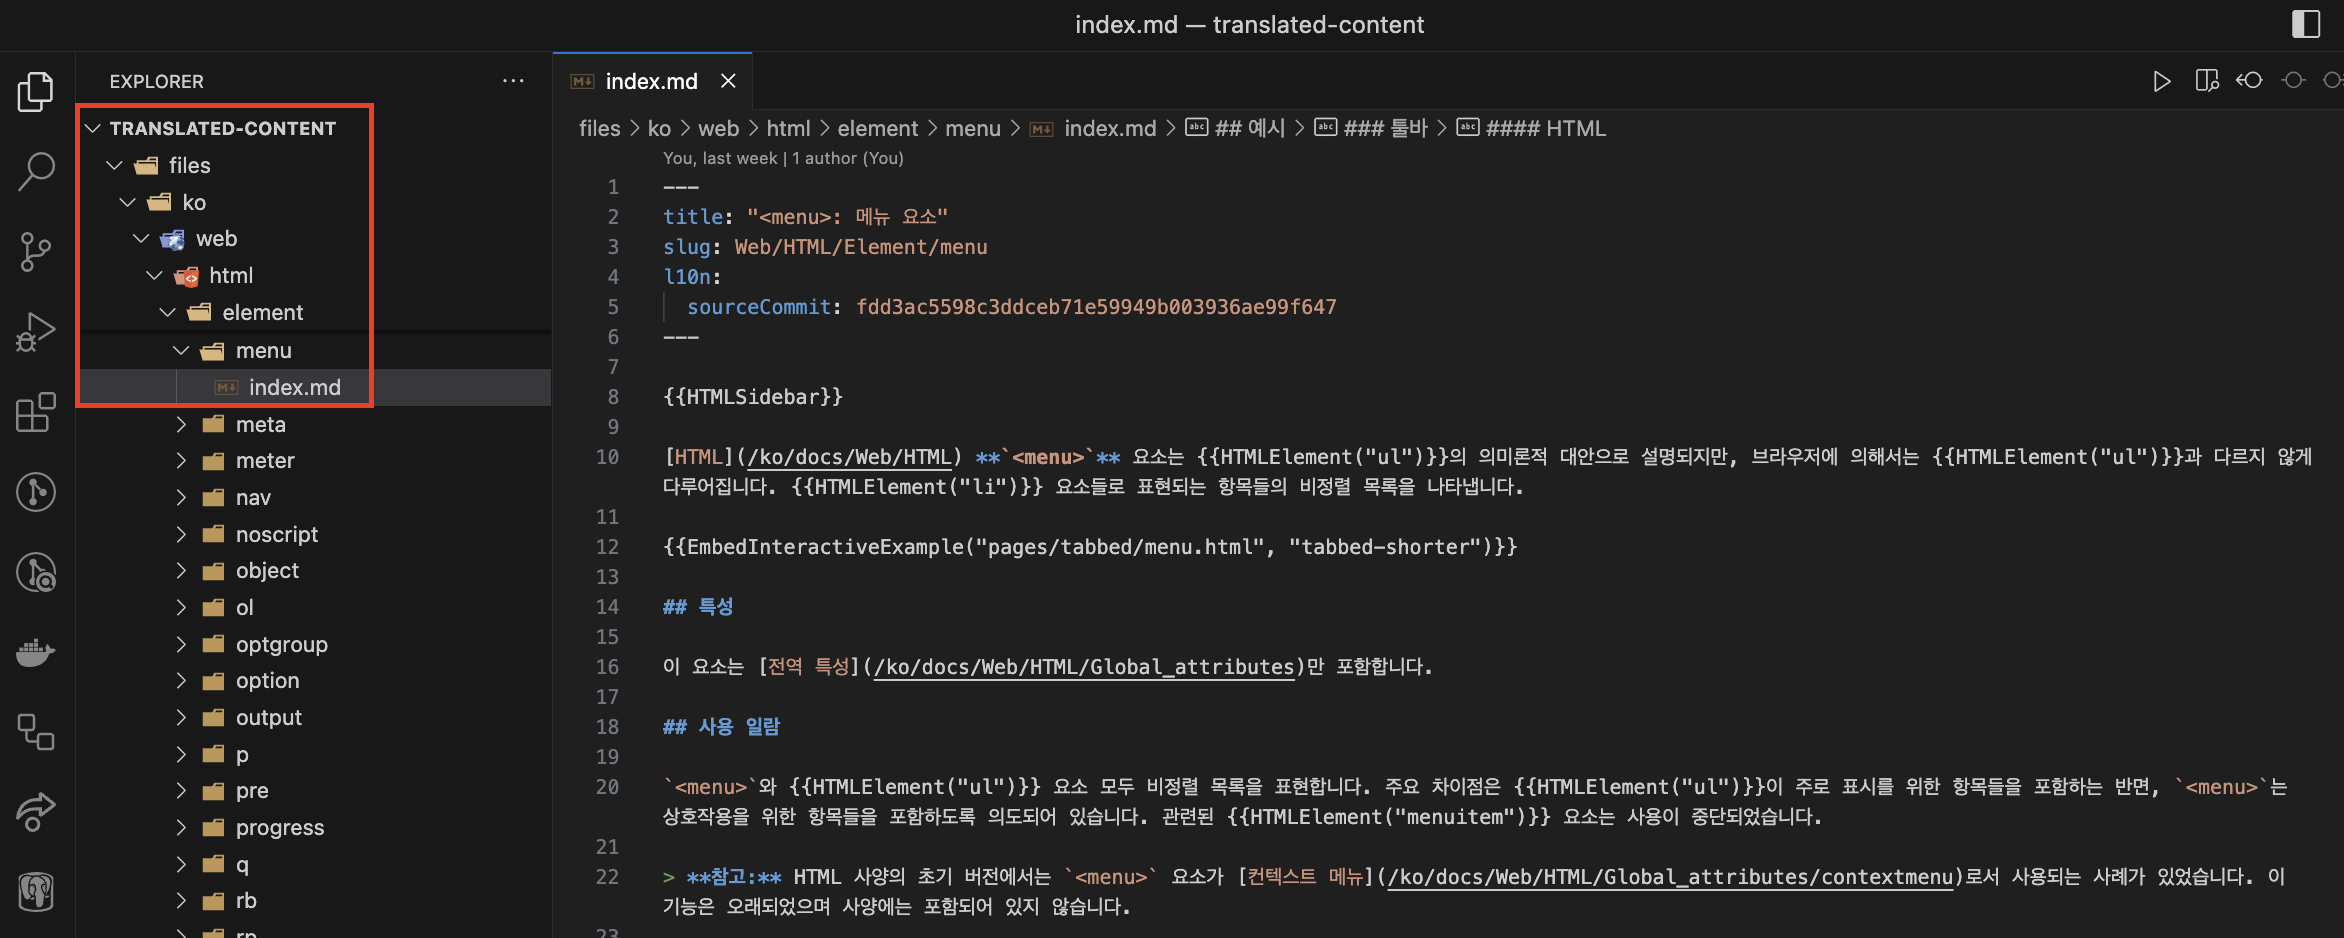 index.md — translated-content
EXPLORER
TRANSLATED-CONTENT
files
ko
web
html
element
menu
index.md
meta
meter
nav
noscript
object
ol
optgroup
option
output
p
pre
progress
q
rb
rp
index.md
files > ko > web > html > element > menu > index.md > ## 예시 > ### 툴바 > #### HTML
You, last week | 1 author (You)
1 ---
2 title: "<menu>: 메뉴 요소"
3 slug: Web/HTML/Element/menu
4 l10n:
5 sourceCommit: fdd3ac5598c3ddceb71e59949b003936ae99f647
6 ---
7
8 {{HTMLSidebar}}
9
10 [HTML](/ko/docs/Web/HTML) **`<menu>`** 요소는 {{HTMLElement("ul")}}의 의미론적 대안으로 설명되지만, 브라우저에 의해서는 {{HTMLElement("ul")}}과 다르지 않게
다루어집니다. {{HTMLElement("li")}} 요소들로 표현되는 항목들의 비정렬 목록을 나타냅니다.
11
12 {{EmbedInteractiveExample("pages/tabbed/menu.html", "tabbed-shorter")}}
13
14 ## 특성
15
16 이 요소는 [전역 특성](/ko/docs/Web/HTML/Global_attributes)만 포함합니다.
17
18 ## 사용 일람
19
20 `<menu>`와 {{HTMLElement("ul")}} 요소 모두 비정렬 목록을 표현합니다. 주요 차이점은 {{HTMLElement("ul")}}이 주로 표시를 위한 항목들을 포함하는 반면, `<menu>`는
상호작용을 위한 항목들을 포함하도록 의도되어 있습니다. 관련된 {{HTMLElement("menuitem")}} 요소는 사용이 중단되었습니다.
21
22 > **참고:** HTML 사양의 초기 버전에서는 `<menu>` 요소가 [컨텍스트 메뉴](/ko/docs/Web/HTML/Global_attributes/contextmenu)로서 사용되는 사례가 있었습니다. 이
기능은 오래되었으며 사양에는 포함되어 있지 않습니다.
23